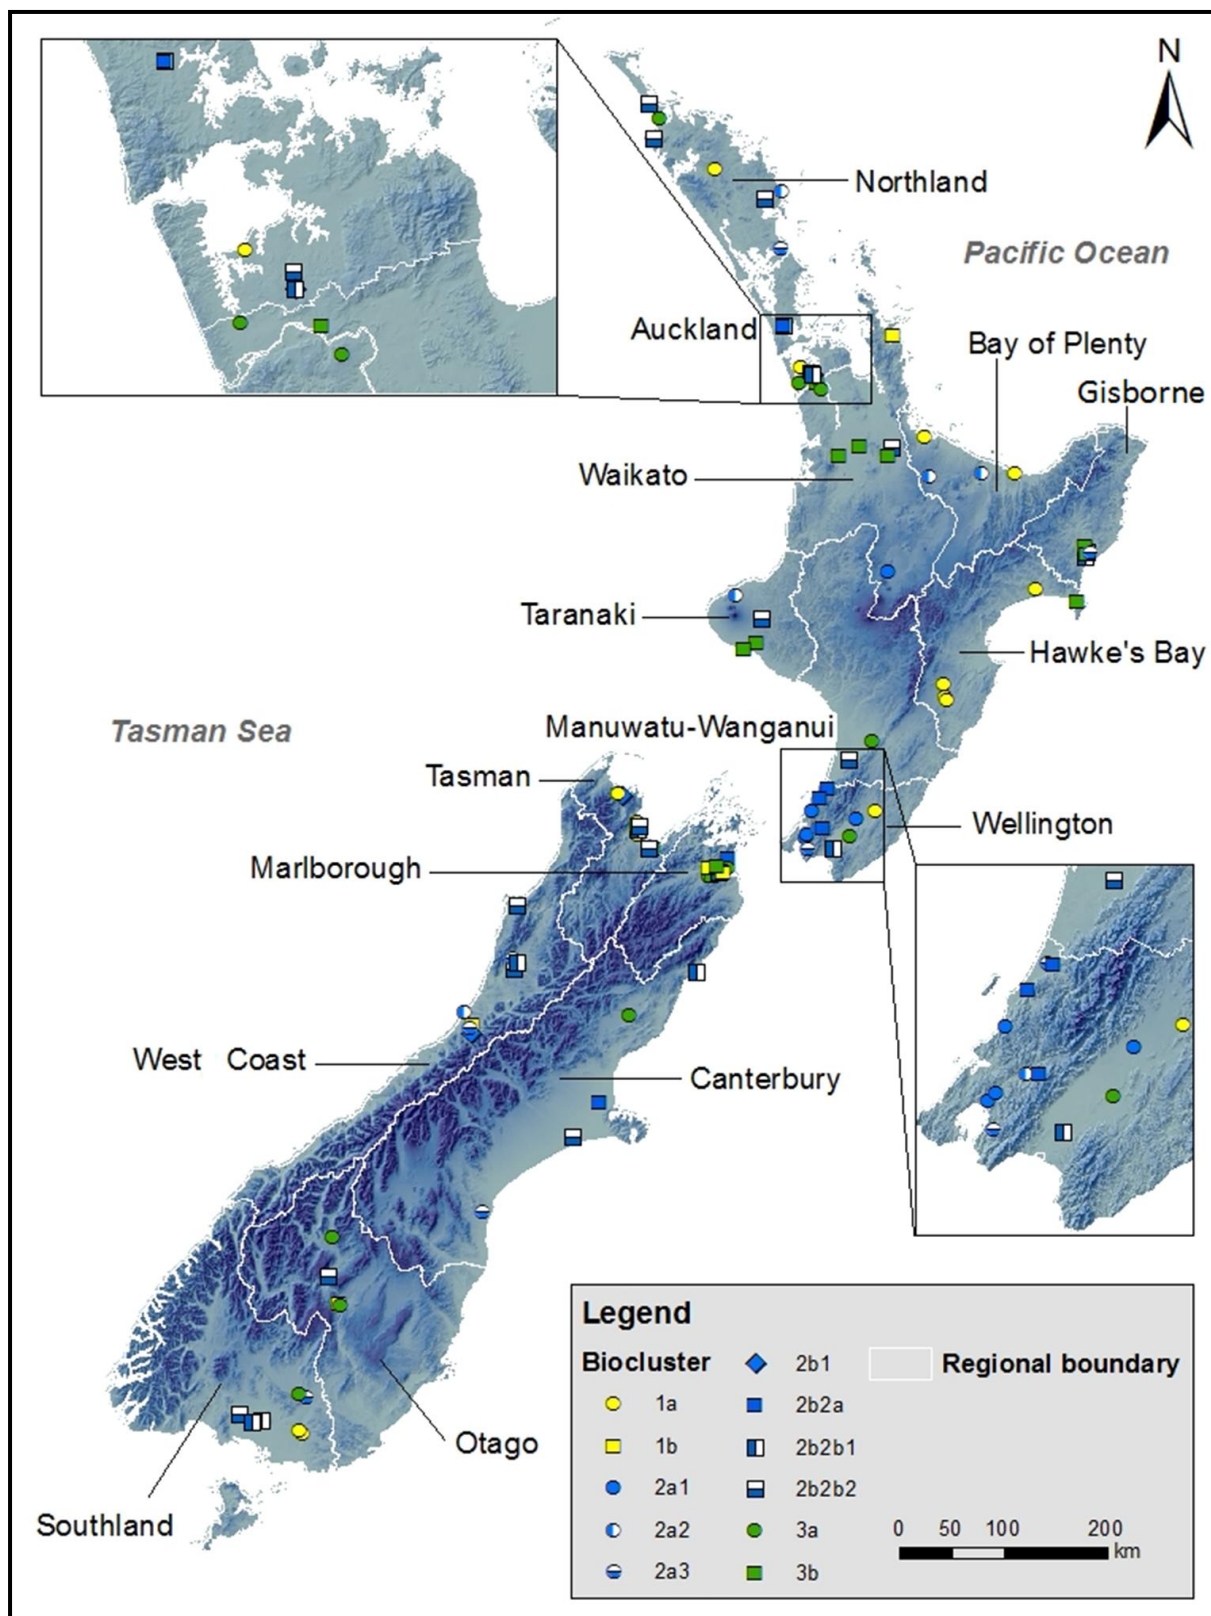 N
Northland
Pacific Ocean
Auckland
Bay of Plenty
Gisborne
Waikato
Taranaki
Hawke's Bay
Tasman Sea
Manuwatu-Wanganui
Tasman
Wellington
Marlborough
West Coast
Canterbury
Otago
Southland
Legend
Biocluster
1a
1b
2a1
2a2
2a3
2b1
2b2a
2b2b1
2b2b2
3a
3b
Regional boundary
0 50 100 200
km